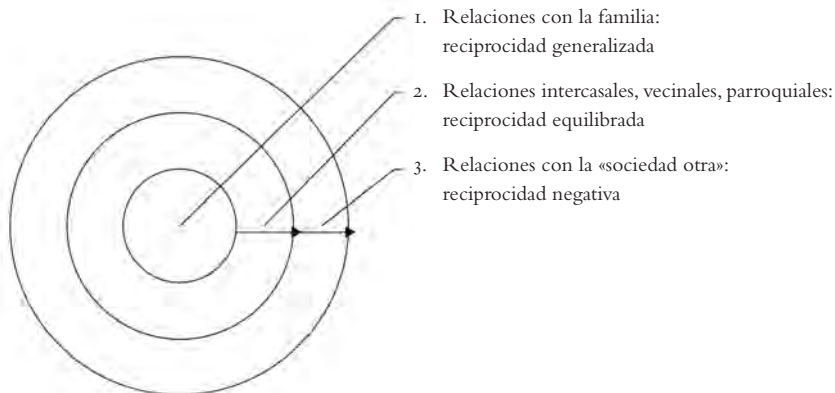 1. Relaciones con la familia:
reciprocidad generalizada
2. Relaciones intercasales, vecinales, parroquiales:
reciprocidad equilibrada
3. Relaciones con la «sociedad otra»:
reciprocidad negativa